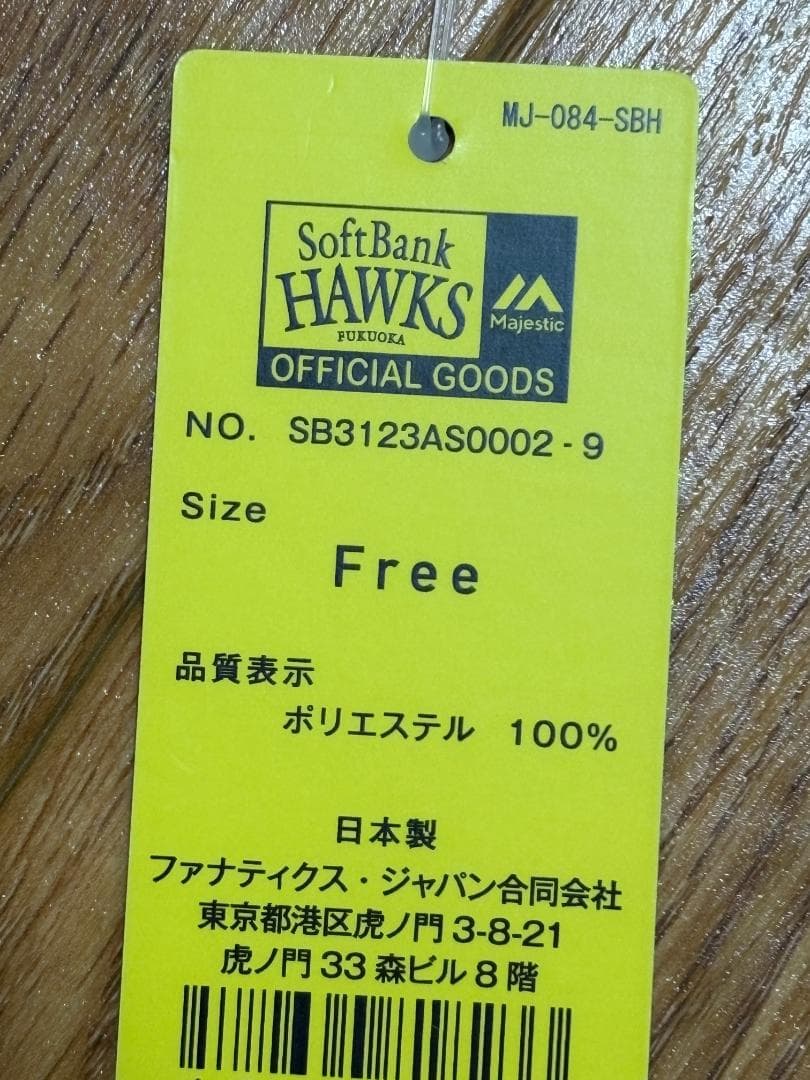 MJ-084-SBH
SoftBank
HAWKS
FUKUOKA
Majestic
OFFICIAL GOODS
NO. SB3123AS0002-9
Size
Free
品質表示
ポリエステル 100%
日本製
ファナティクス・ジャパン合同会社
東京都港区虎ノ門 3-8-21
虎ノ門 33 森ビル 8 階